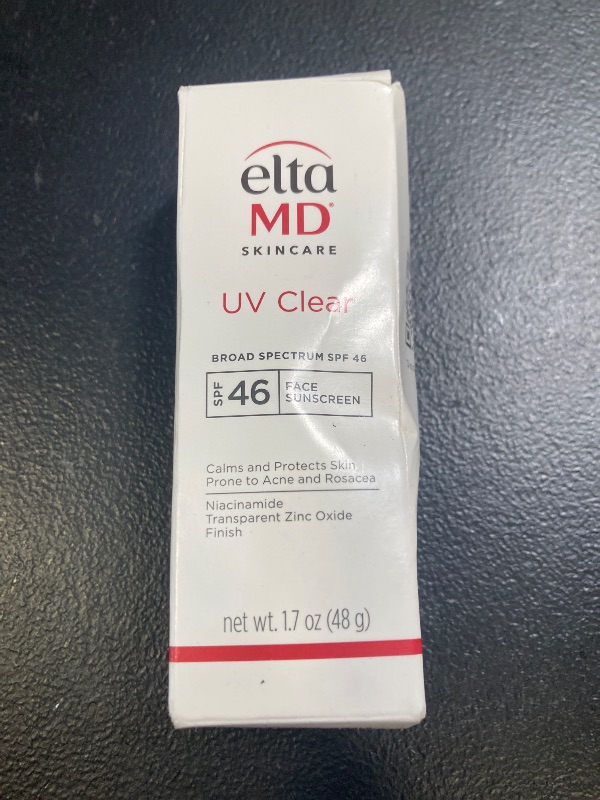 elta
MD®
SKINCARE
UV Clear
BROAD SPECTRUM SPF 46
SPF 46 FACE
SUNSCREEN
Calms and Protects Skin
Prone to Acne and Rosacea
Niacinamide
Transparent Zinc Oxide
Finish
net wt. 1.7 oz (48 g)